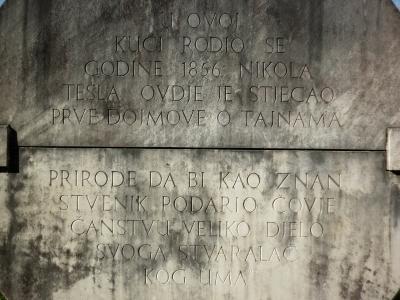 U OVOJ
KUĆI RODIO SE
GODINE 1856. NIKOLA
TESLA. OVDJE JE STJECAO
PRVE DOJMOVE O TAJNAMA
PRIRODE DA BI KAO ZNAN
STVENIK PODARIO ČOVJE
ČANSTVU VELIKO DJELO
SVOGA STVARALAČ
KOG UMA